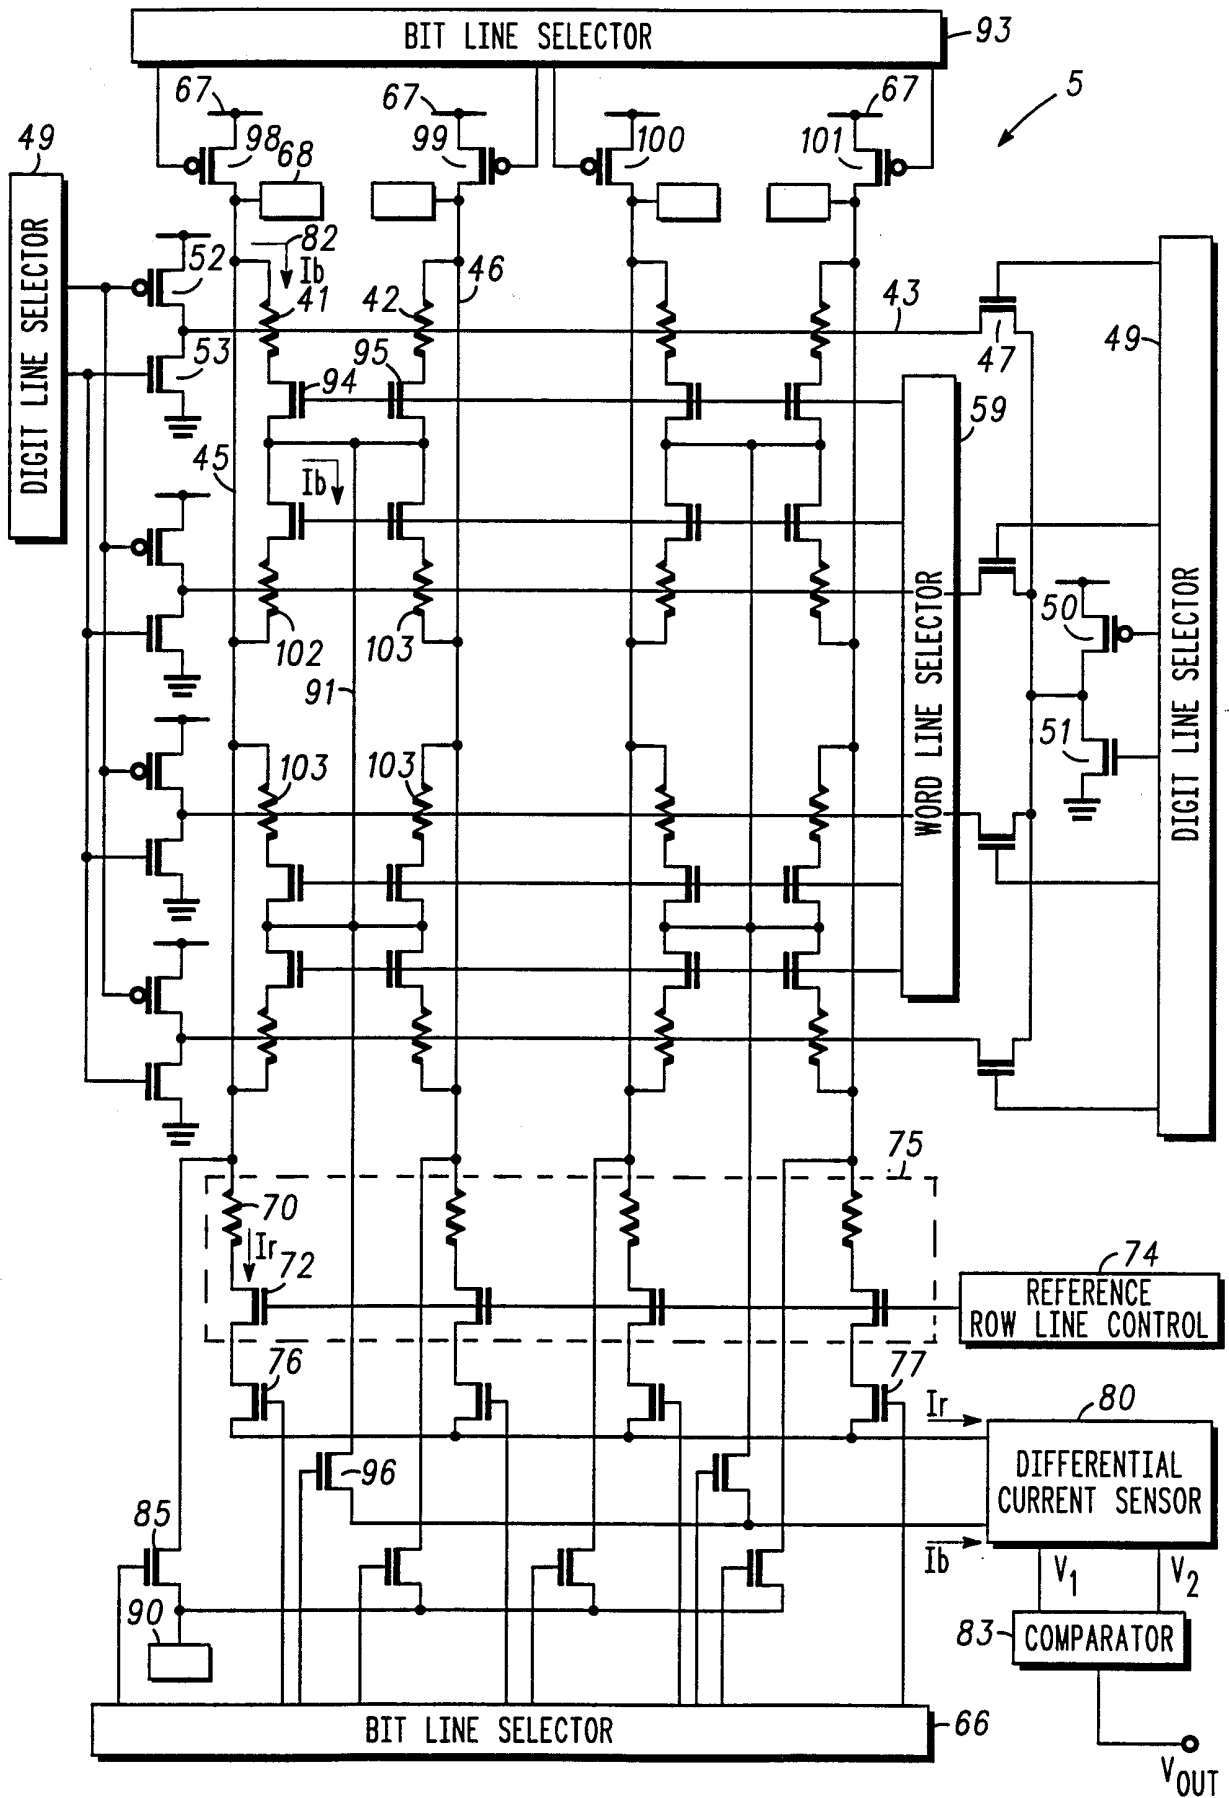 BIT LINE SELECTOR
93
5
67
67
67
98
68
99
100
101
49
DIGIT LINE SELECTOR
52
82
Ib
46
41
42
43
47
49
53
94
95
59
45
Ib
WORD LINE SELECTOR
DIGIT LINE SELECTOR
50
102
103
91
51
103
103
75
70
Ir
72
74
REFERENCE
ROW LINE CONTROL
76
77
Ir
80
DIFFERENTIAL
CURRENT SENSOR
96
85
Ib
V1
V2
90
83
COMPARATOR
BIT LINE SELECTOR
66
VOUT